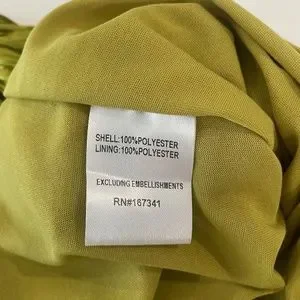 SHELL:100%POLYESTER
LINING:100%POLYESTER
EXCLUDING EMBELLISHMENTS
RN#167341